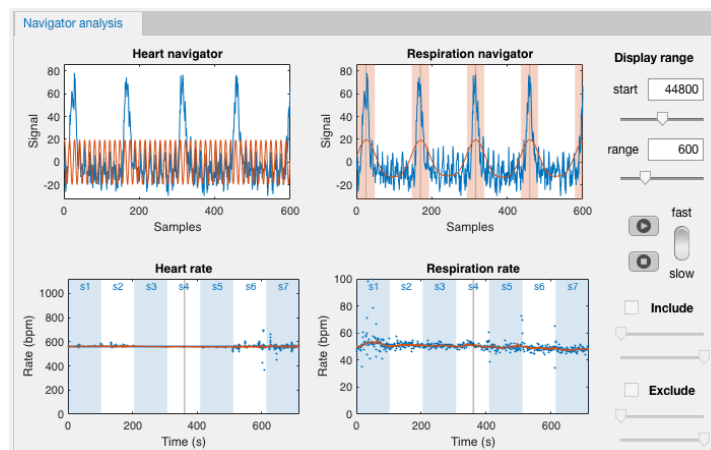 Navigator analysis
Heart navigator
80
60
40
20
0
-20
Signal
0 200 400 600
Samples
Respiration navigator
80
60
40
20
0
-20
Signal
0 200 400 600
Samples
Display range
start 44800
range 600
fast
slow
Include
Exclude
Heart rate
s1 s2 s3 s4 s5 s6 s7
1000
800
600
400
200
0
Rate (bpm)
0 200 400 600
Time (s)
Respiration rate
s1 s2 s3 s4 s5 s6 s7
100
80
60
40
20
0
Rate (bpm)
0 200 400 600
Time (s)